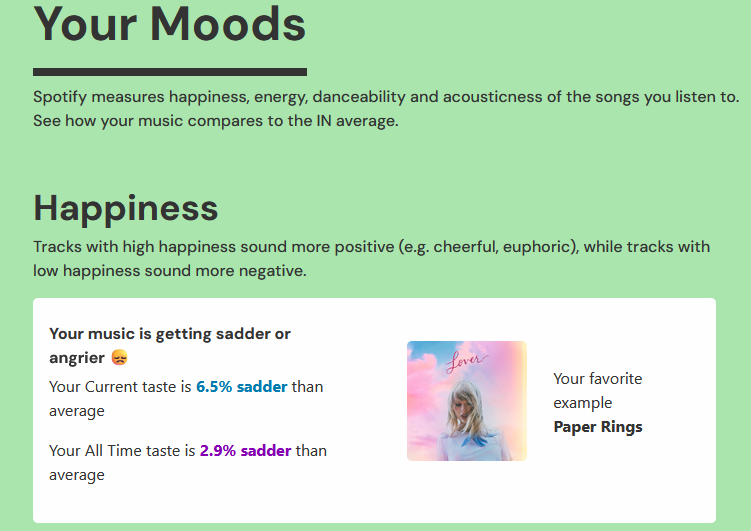 Your Moods
Spotify measures happiness, energy, danceability and acousticness of the songs you listen to.
See how your music compares to the IN average.
Happiness
Tracks with high happiness sound more positive (e.g. cheerful, euphoric), while tracks with
low happiness sound more negative.
Your music is getting sadder or
angrier 😞
Your Current taste is 6.5% sadder than
average
Your All Time taste is 2.9% sadder than
average
Lover
Your favorite
example
Paper Rings